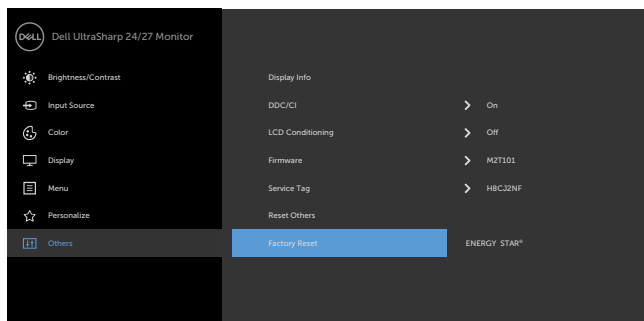 DELL Dell UltraSharp 24/27 Monitor
Brightness/Contrast Display Info
Input Source DDC/CI On
Color LCD Conditioning Off
Display Firmware M2T101
Menu Service Tag H8CJ2NF
Personalize Reset Others
Others Factory Reset ENERGY STAR®